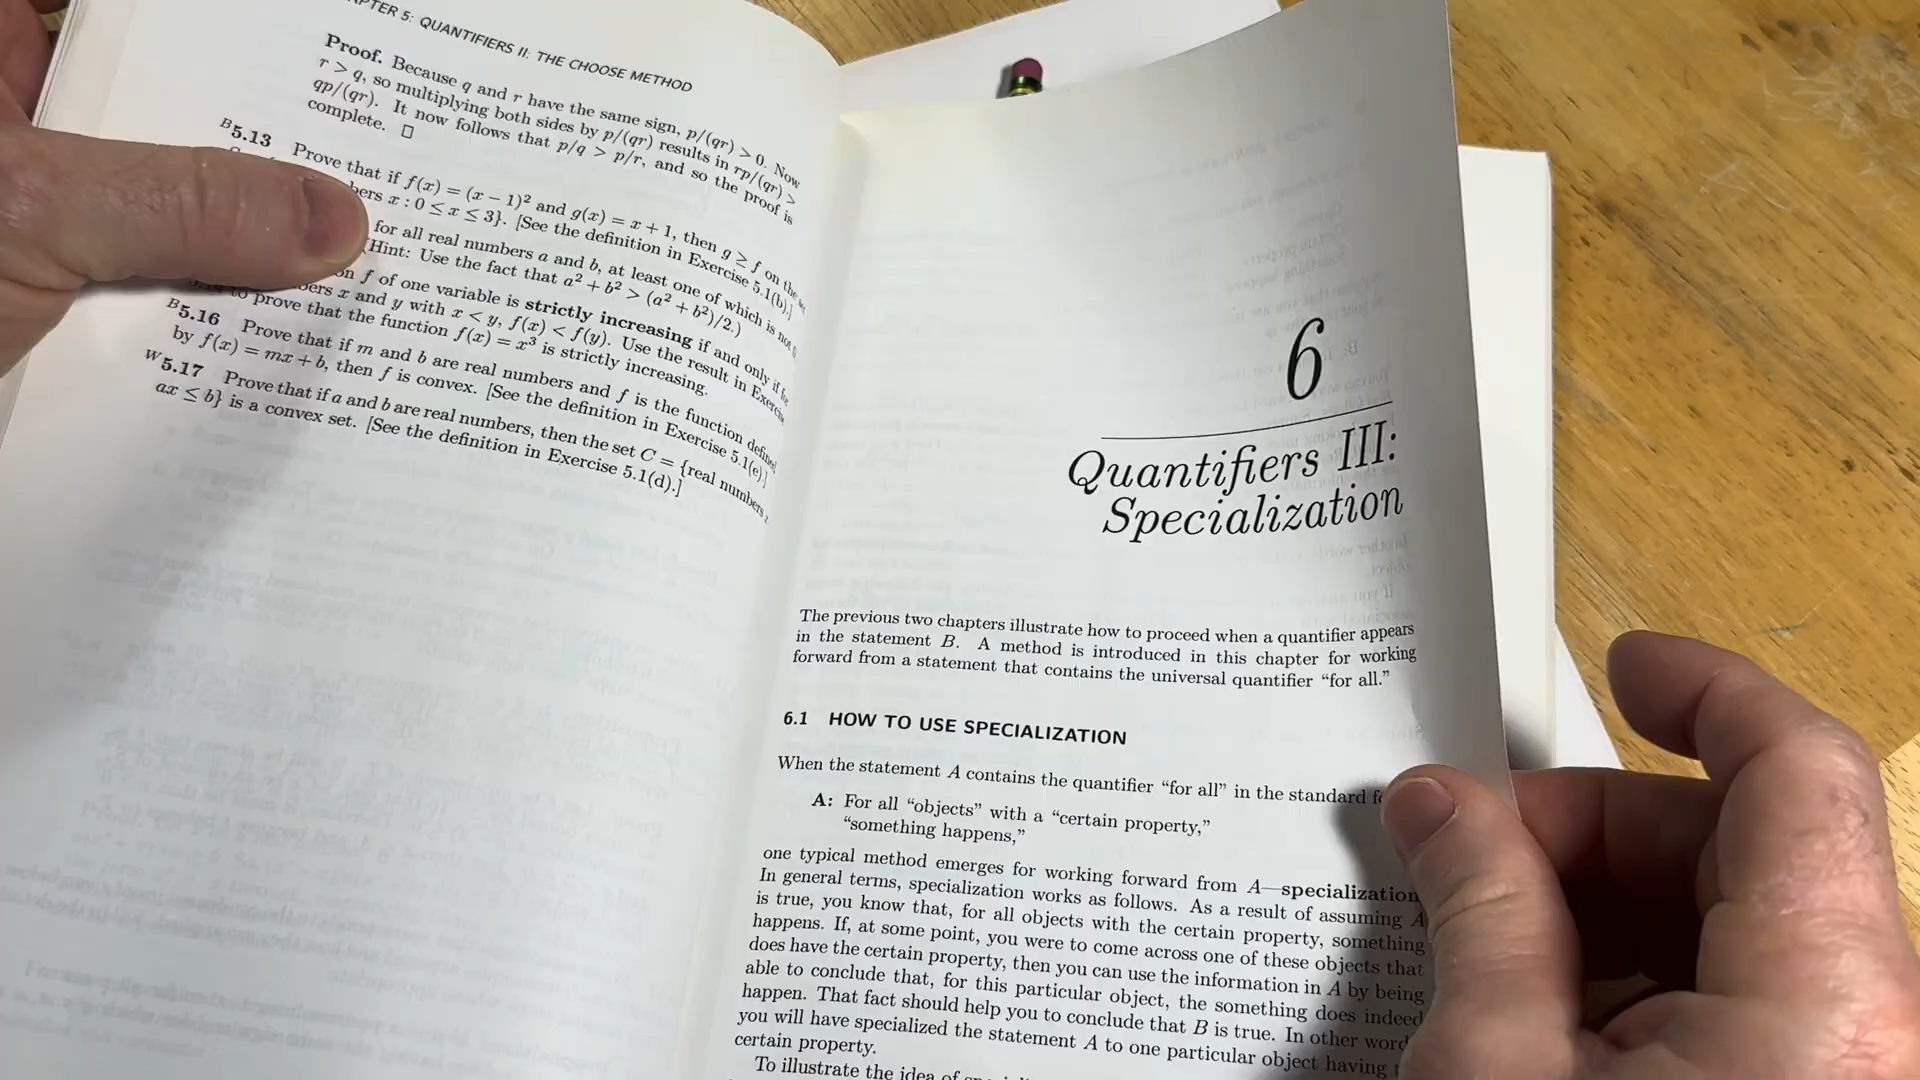 PTER 5: QUANTIFIERS II: THE CHOOSE METHOD
Proof. Because q and r have the same sign, p/(qr) > 0. Now
r > q, so multiplying both sides by p/(qr) results in rp/(qr) >
qp/(qr). It now follows that p/q > p/r, and so the proof is
complete. □
B5.13 Prove that if f(x) = (x − 1)² and g(x) = x + 1, then g ≥ f on the
x : 0 ≤ x ≤ 3}. [See the definition in Exercise 5.1(b).]
for all real numbers a and b, at least one of which is not
[Hint: Use the fact that a² + b² > (a² + b²)/2.)
f of one variable is strictly increasing if and only if
x and y with x < y, f(x) < f(y). Use the result in
to prove that the function f(x) = x³ is strictly increasing.
B5.16 Prove that if m and b are real numbers and f is the function defined
by f(x) = mx + b, then f is convex. [See the definition in Exercise 5.1(e).]
W5.17 Prove that if a and b are real numbers, then the set C = {real numbers
ax ≤ b} is a convex set. [See the definition in Exercise 5.1(d).]
6
Quantifiers III:
Specialization
The previous two chapters illustrate how to proceed when a quantifier appears
in the statement B. A method is introduced in this chapter for working
forward from a statement that contains the universal quantifier “for all.”
6.1 HOW TO USE SPECIALIZATION
When the statement A contains the quantifier “for all” in the standard
A: For all “objects” with a “certain property,”
“something happens,”
one typical method emerges for working forward from A—specialization
In general terms, specialization works as follows. As a result of assuming A
is true, you know that, for all objects with the certain property, something
happens. If, at some point, you were to come across one of these objects that
does have the certain property, then you can use the information in A by being
able to conclude that, for this particular object, the something does indeed
happen. That fact should help you to conclude that B is true. In other
you will have specialized the statement A to one particular object having
certain property.
To illustrate the idea of